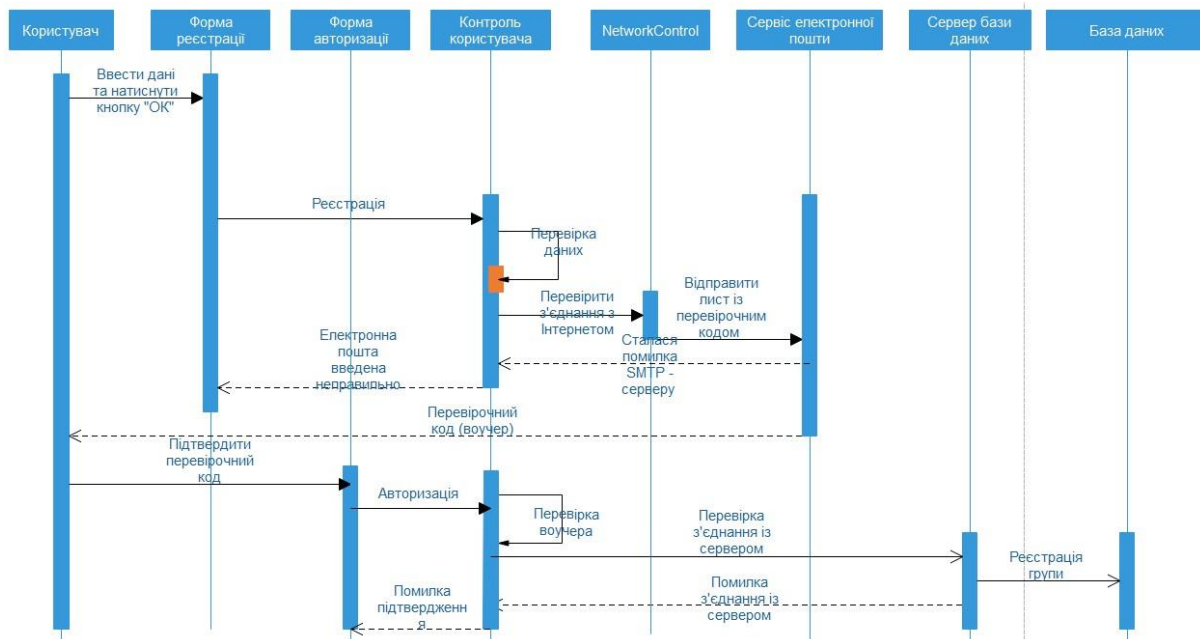 Користувач
Форма
реєстрації
Форма
авторизації
Контроль
користувача
NetworkControl
Сервіс електронної
пошти
Сервер бази
даних
База даних
Ввести дані
та натиснути
кнопку "ОК"
Реєстрація
Перевірка
даних
Перевірити
з'єднання з
Інтернетом
Відправити
лист із
перевірочним
кодом
Сталася
помилка
SMTP -
серверу
Електронна
пошта
введена
неправильно
Перевірочний
код (воучер)
Підтвердити
перевірочний
код
Авторизація
Перевірка
воучера
Перевірка
з'єднання із
сервером
Реєстрація
групи
Помилка
з'єднання із
сервером
Помилка
підтвердженн
я